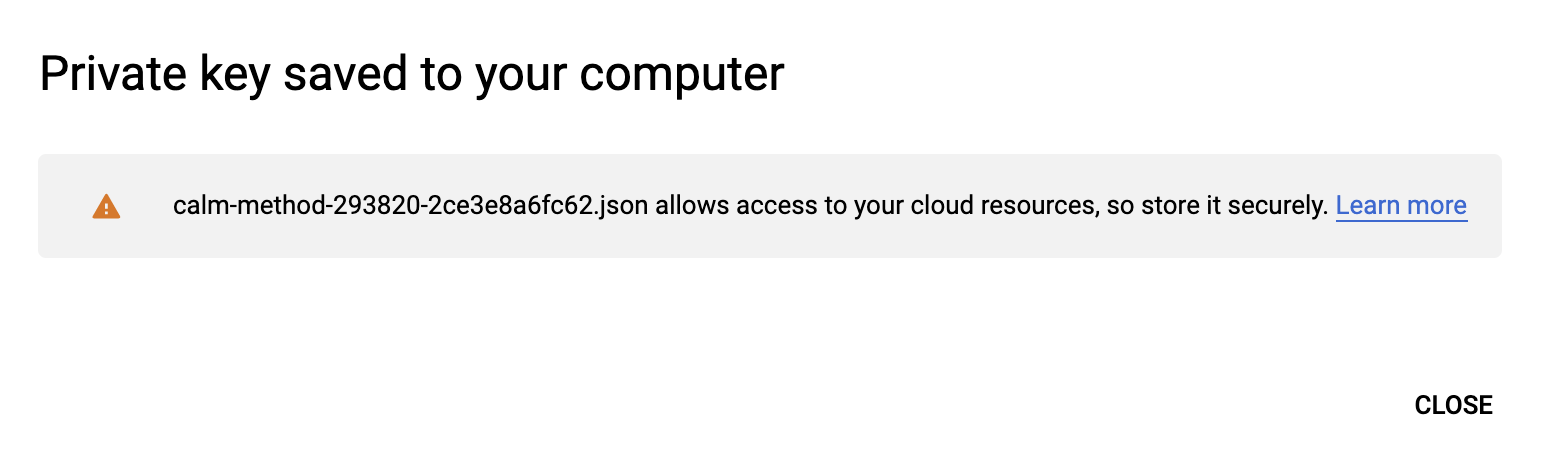 Private key saved to your computer
calm-method-293820-2ce3e8a6fc62.json allows access to your cloud resources, so store it securely. Learn more
CLOSE